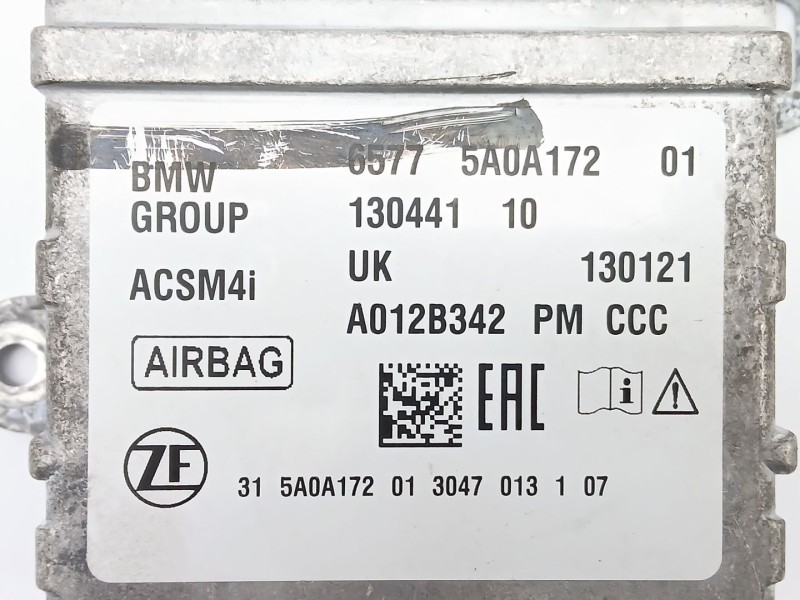 BMW 6577 5A0A172 01
GROUP 130441 10
UK 130121
ACSM4i
A012B342 PM CCC
AIRBAG
EAC i
ZF
31 5A0A172 01 3047 013 1 07